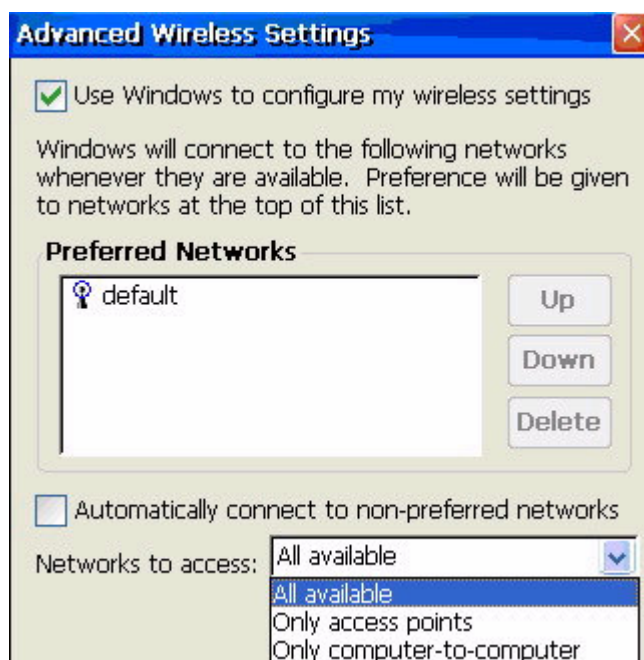 Advanced Wireless Settings
Use Windows to configure my wireless settings
Windows will connect to the following networks
whenever they are available. Preference will be given
to networks at the top of this list.
Preferred Networks
default
Up
Down
Delete
Automatically connect to non-preferred networks
Networks to access: All available
All available
Only access points
Only computer-to-computer